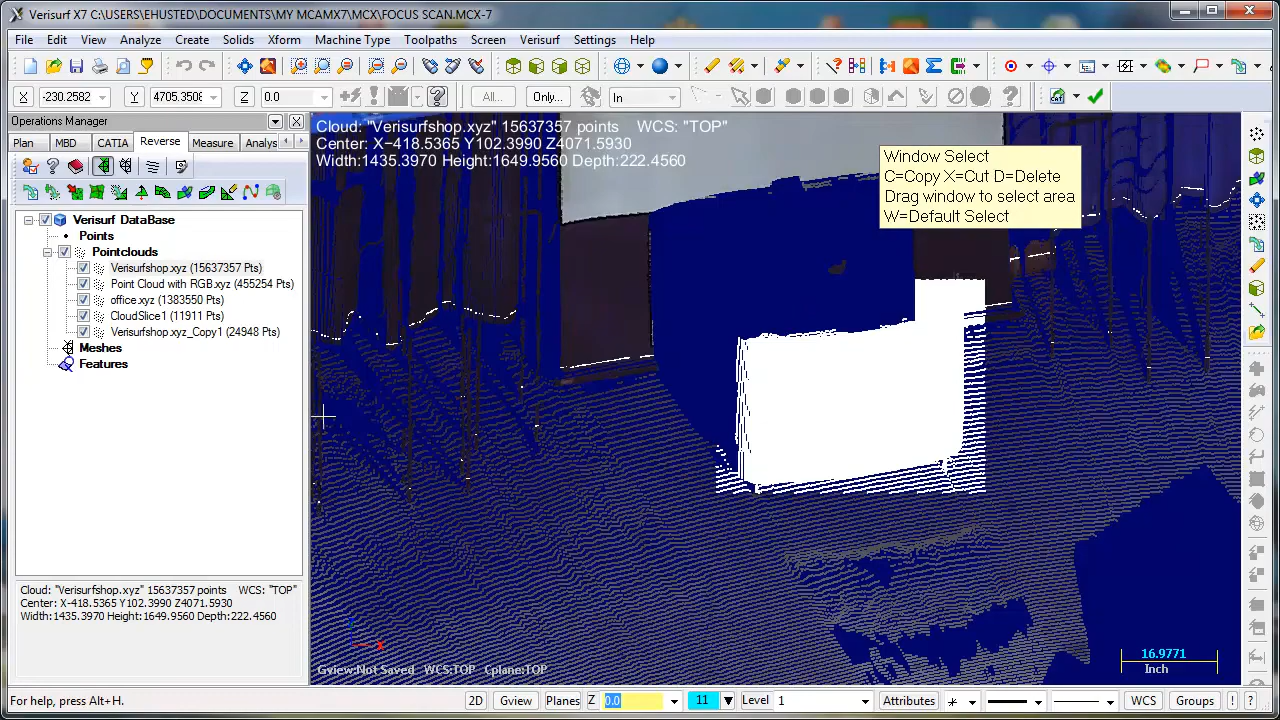 Verisurf X7 C:\USERS\EHUSTED\DOCUMENTS\MY MCAMX7\MCX\FOCUS SCAN.MCX-7
File Edit View Analyze Create Solids Xform Machine Type Toolpaths Screen Verisurf Settings Help
X -230.2582 Y 4705.3508 Z 0.0 All... Only... In
Operations Manager
Plan MBD CATIA Reverse Measure Analys
Verisurf DataBase
Points
Pointclouds
Verisurfshop.xyz (15637357 Pts)
Point Cloud with RGB.xyz (455254 Pts)
office.xyz (1383550 Pts)
CloudSlice1 (11911 Pts)
Verisurfshop.xyz_Copy1 (24948 Pts)
Meshes
Features
Cloud: "Verisurfshop.xyz" 15637357 points WCS: "TOP"
Center: X-418.5365 Y102.3990 Z4071.5930
Width:1435.3970 Height:1649.9560 Depth:222.4560
Cloud: "Verisurfshop.xyz" 15637357 points WCS: "TOP"
Center: X-418.5365 Y102.3990 Z4071.5930
Width:1435.3970 Height:1649.9560 Depth:222.4560
Window Select
C=Copy X=Cut D=Delete
Drag window to select area
W=Default Select
X
Gview:Not Saved WCS:TOP Cplane:TOP
16.9771
Inch
For help, press Alt+H.
2D Gview Planes Z 0.0 11 Level 1 Attributes WCS Groups ! ?